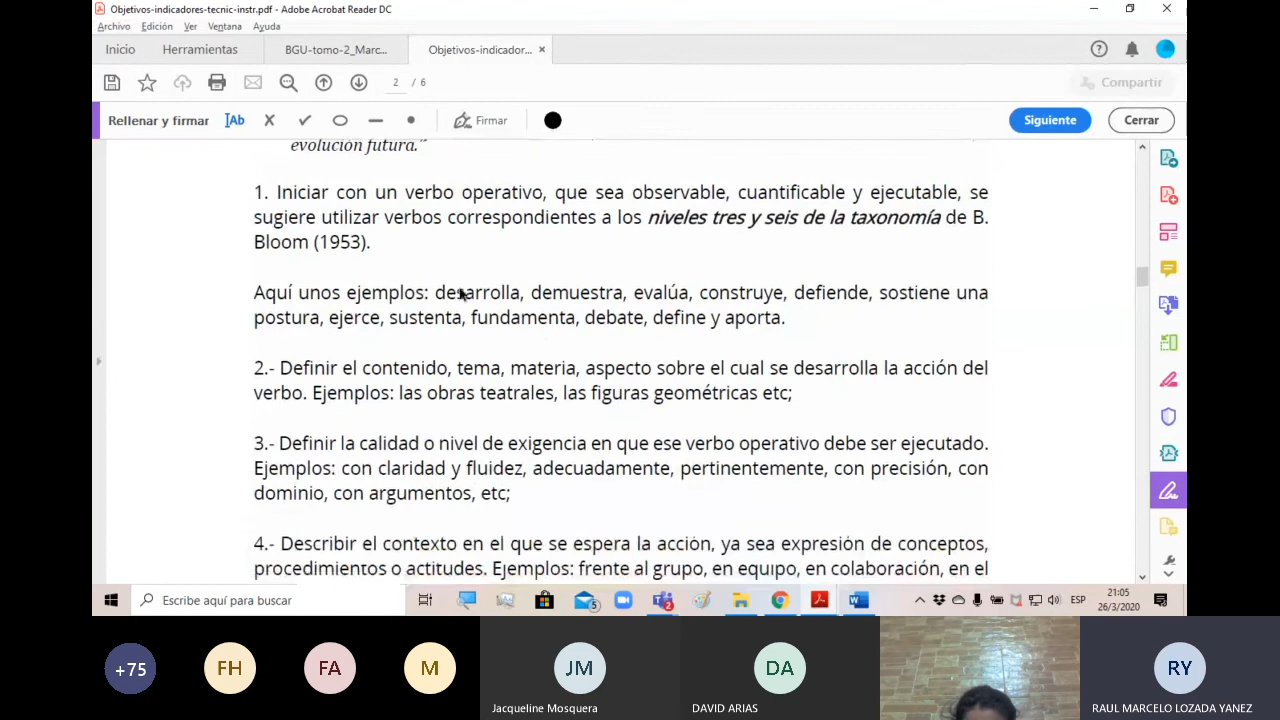 Objetivos-indicadores-tecnic-instr.pdf - Adobe Acrobat Reader DC
Archivo Edición Ver Ventana Ayuda
Inicio Herramientas BGU-tomo-2_Marc... Objetivos-indicador... ×
2 / 6 Compartir
Rellenar y firmar Ab Firmar Siguiente Cerrar
evolución futura.”
1. Iniciar con un verbo operativo, que sea observable, cuantificable y ejecutable, se
sugiere utilizar verbos correspondientes a los niveles tres y seis de la taxonomía de B.
Bloom (1953).
Aquí unos ejemplos: desarrolla, demuestra, evalúa, construye, defiende, sostiene una
postura, ejerce, sustenta, fundamenta, debate, define y aporta.
2.- Definir el contenido, tema, materia, aspecto sobre el cual se desarrolla la acción del
verbo. Ejemplos: las obras teatrales, las figuras geométricas etc;
3.- Definir la calidad o nivel de exigencia en que ese verbo operativo debe ser ejecutado.
Ejemplos: con claridad y fluidez, adecuadamente, pertinentemente, con precisión, con
dominio, con argumentos, etc;
4.- Describir el contexto en el que se espera la acción, ya sea expresión de conceptos,
procedimientos o actitudes. Ejemplos: frente al grupo, en equipo, en colaboración, en el
Escribe aquí para buscar 5 2 ESP 21:05
26/3/2020
+75 FH FA M JM DA RY
Jacqueline Mosquera DAVID ARIAS RAUL MARCELO LOZADA YANEZ